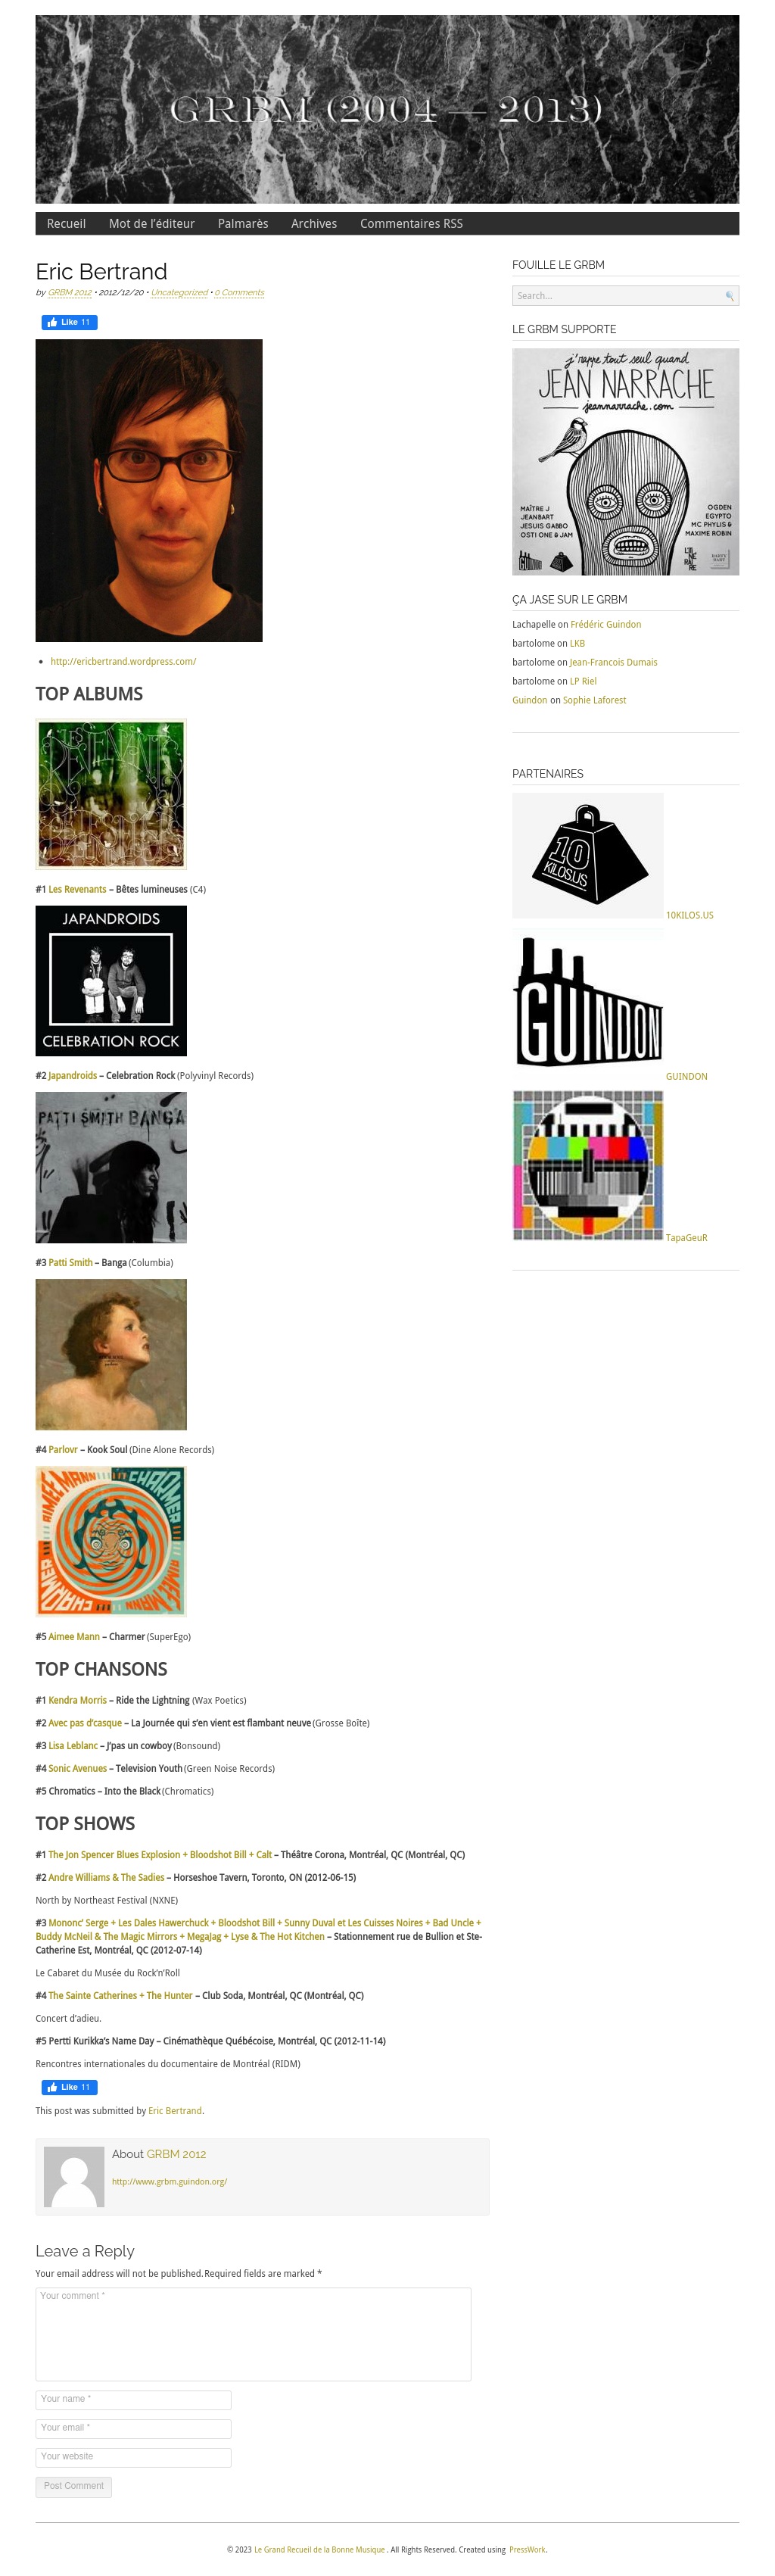 GRBM (2004 — 2013)
Recueil Mot de l'éditeur Palmarès Archives Commentaires RSS
Eric Bertrand
by GRBM 2012 • 2012/12/20 • Uncategorized • 0 Comments
Like 11
http://ericbertrand.wordpress.com/
TOP ALBUMS
LES REVENANTS
#1 Les Revenants – Bêtes lumineuses (C4)
JAPANDROIDS
CELEBRATION ROCK
#2 Japandroids – Celebration Rock (Polyvinyl Records)
PATTI SMITH BANGA
#3 Patti Smith – Banga (Columbia)
#4 Parlovr – Kook Soul (Dine Alone Records)
AIMEE MANN CHARMER
CHARMER AIMEE MANN
#5 Aimee Mann – Charmer (SuperEgo)
TOP CHANSONS
#1 Kendra Morris – Ride the Lightning (Wax Poetics)
#2 Avec pas d'casque – La Journée qui s'en vient est flambant neuve (Grosse Boîte)
#3 Lisa Leblanc – J'pas un cowboy (Bonsound)
#4 Sonic Avenues – Television Youth (Green Noise Records)
#5 Chromatics – Into the Black (Chromatics)
TOP SHOWS
#1 The Jon Spencer Blues Explosion + Bloodshot Bill + Calt – Théâtre Corona, Montréal, QC (Montréal, QC)
#2 Andre Williams & The Sadies – Horseshoe Tavern, Toronto, ON (2012-06-15)
North by Northeast Festival (NXNE)
#3 Mononc' Serge + Les Dales Hawerchuck + Bloodshot Bill + Sunny Duval et Les Cuisses Noires + Bad Uncle +
Buddy McNeil & The Magic Mirrors + MegaJag + Lyse & The Hot Kitchen – Stationnement rue de Bullion et Ste-
Catherine Est, Montréal, QC (2012-07-14)
Le Cabaret du Musée du Rock'n'Roll
#4 The Sainte Catherines + The Hunter – Club Soda, Montréal, QC (Montréal, QC)
Concert d'adieu.
#5 Pertti Kurikka's Name Day – Cinémathèque Québécoise, Montréal, QC (2012-11-14)
Rencontres internationales du documentaire de Montréal (RIDM)
Like 11
This post was submitted by Eric Bertrand.
About GRBM 2012
http://www.grbm.guindon.org/
Leave a Reply
Your email address will not be published. Required fields are marked *
Your comment *
Your name *
Your email *
Your website
Post Comment
FOUILLE LE GRBM
Search...
LE GRBM SUPPORTE
j'rappe tout seul quand
JEAN NARRACHE
jeannarrache.com
MAÎTRE J
JEANBART
JESUIS GABBO
OSTI ONE & JAM
OGDEN
EGYPTO
MC PHYLIS &
MAXIME ROBIN
GUINDON
ÇA JASE SUR LE GRBM
Lachapelle on Frédéric Guindon
bartolome on LKB
bartolome on Jean-Francois Dumais
bartolome on LP Riel
Guindon on Sophie Laforest
PARTENAIRES
10
KILOS.US
10KILOS.US
GUINDON
GUINDON
TapaGeuR
© 2023 Le Grand Recueil de la Bonne Musique . All Rights Reserved. Created using PressWork.